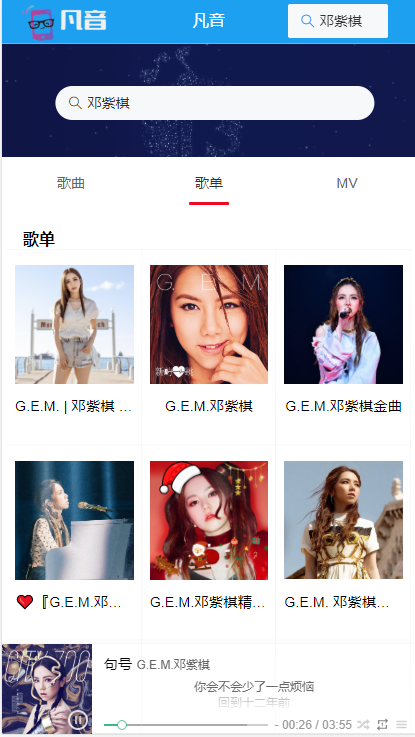 凡音
凡音
邓紫棋
邓紫棋
歌曲
歌单
MV
歌单
G.E.M.
G.E.M. | 邓紫棋 ...
G.E.M.邓紫棋
G.E.M.邓紫棋金曲
『G.E.M.邓...
G.E.M.邓紫棋精...
G.E.M. 邓紫棋...
句号 G.E.M.邓紫棋
你会不会少了一点烦恼
回到十二年前
- 00:26 / 03:55